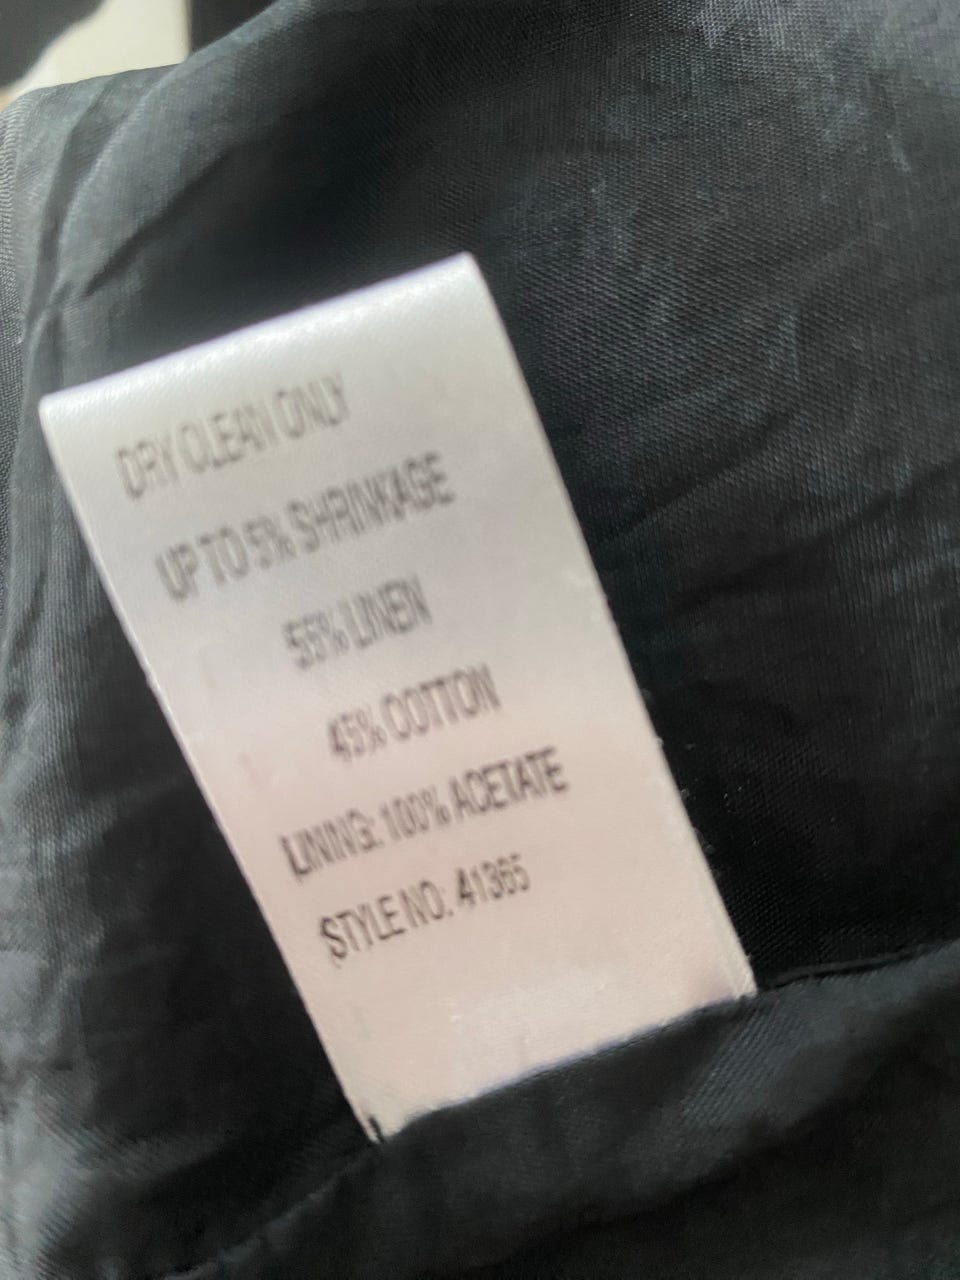 DRY CLEAN ONLY
UP TO 5% SHRINKAGE
55% LINEN
45% COTTON
LINING: 100% ACETATE
STYLE NO: 41365